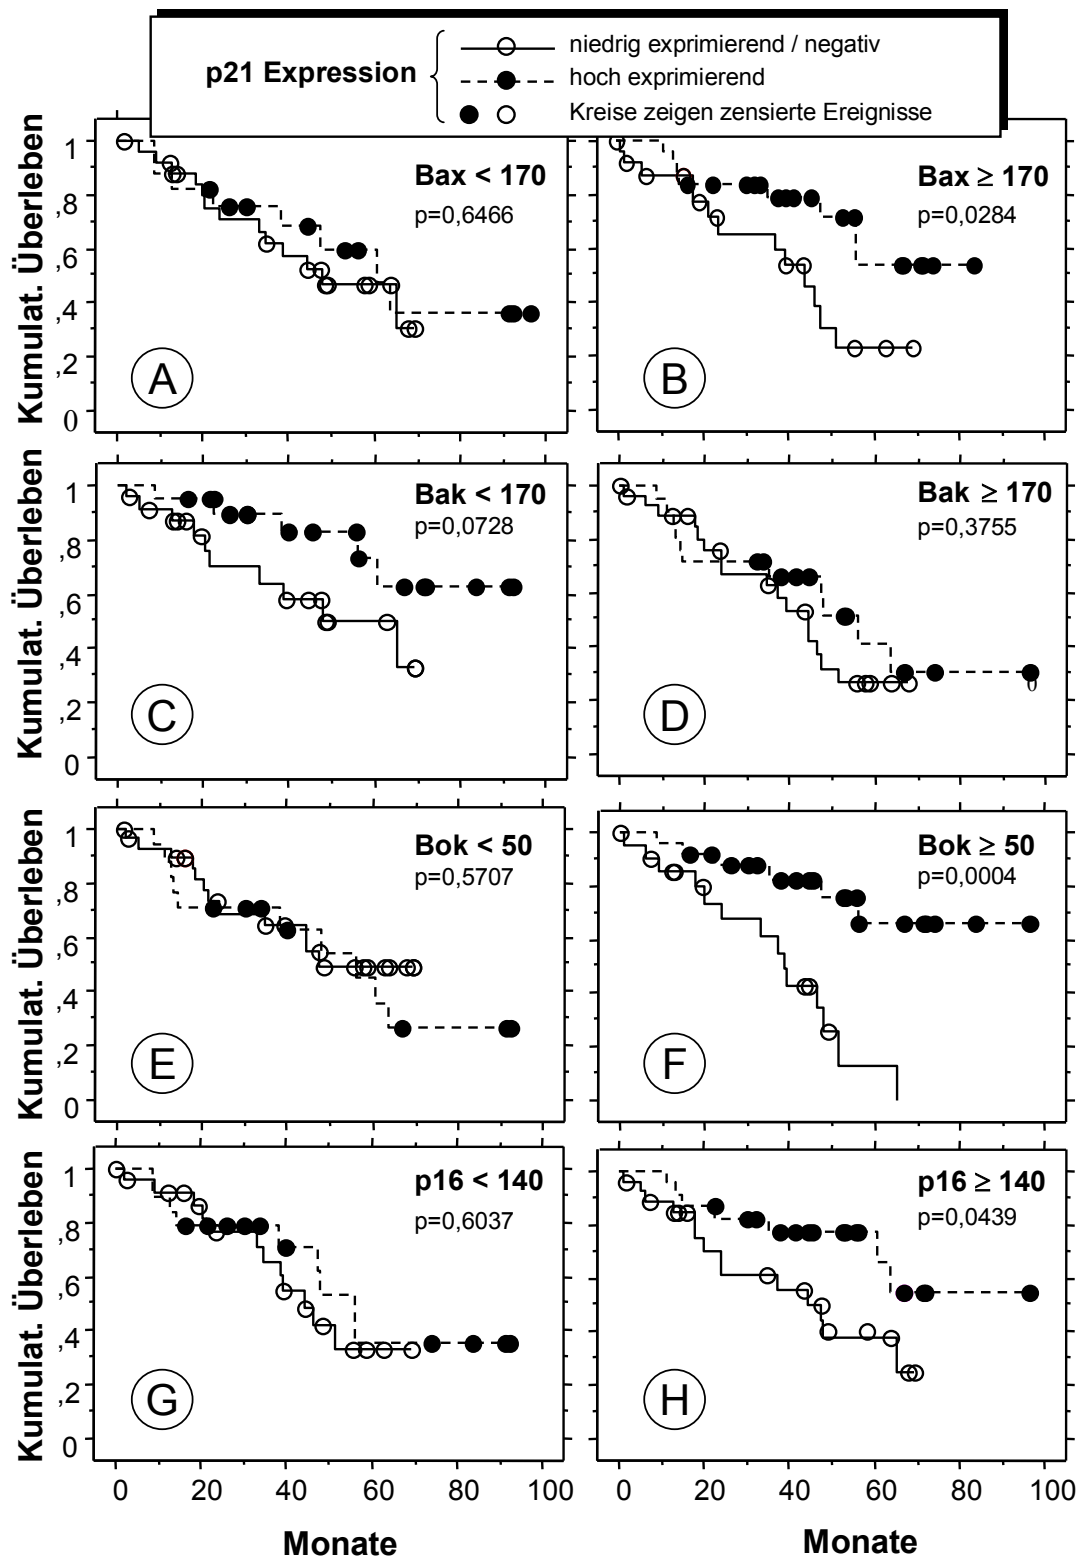 niedrig exprimierend / negativ
p21 Expression
hoch exprimierend
Kreise zeigen zensierte Ereignisse
Kumulat. Überleben
1
,8
,6
,4
,2
0
Bax < 170
p=0,6466
A
Bax ≥ 170
p=0,0284
B
Kumulat. Überleben
1
,8
,6
,4
,2
0
Bak < 170
p=0,0728
C
Bak ≥ 170
p=0,3755
0
D
Kumulat. Überleben
1
,8
,6
,4
,2
0
Bok < 50
p=0,5707
E
Bok ≥ 50
p=0,0004
F
Kumulat. Überleben
1
,8
,6
,4
,2
0
p16 < 140
p=0,6037
G
p16 ≥ 140
p=0,0439
H
0 20 40 60 80 100
0 20 40 60 80 100
Monate
Monate